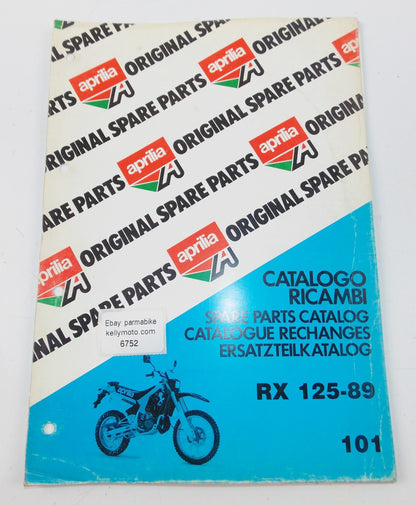 ORIGINAL SPARE PARTS
aprilia
ORIGINAL SPARE PARTS
aprilia
ORIGINAL SPARE PARTS
aprilia
ORIGINAL SPARE PARTS
aprilia
ORIGINAL SPARE PARTS
aprilia
ORIGINAL SPARE PARTS
aprilia
INAL SPARE PARTS
CATALOGO
RICAMBI
SPARE PARTS CATALOG
CATALOGUE RECHANGES
ERSATZTEILKATALOG
Ebay parmabike
kellymoto.com
6752
RX 125-89
101